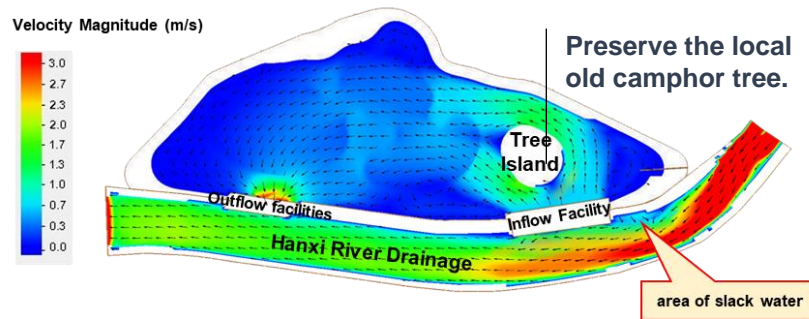 Velocity Magnitude (m/s)
3.0
2.7
2.3
2.0
1.7
1.3
1.0
0.7
0.3
0.0
Preserve the local
old camphor tree.
Tree
Island
Outflow facilities
Inflow Facility
Hanxi River Drainage
area of slack water